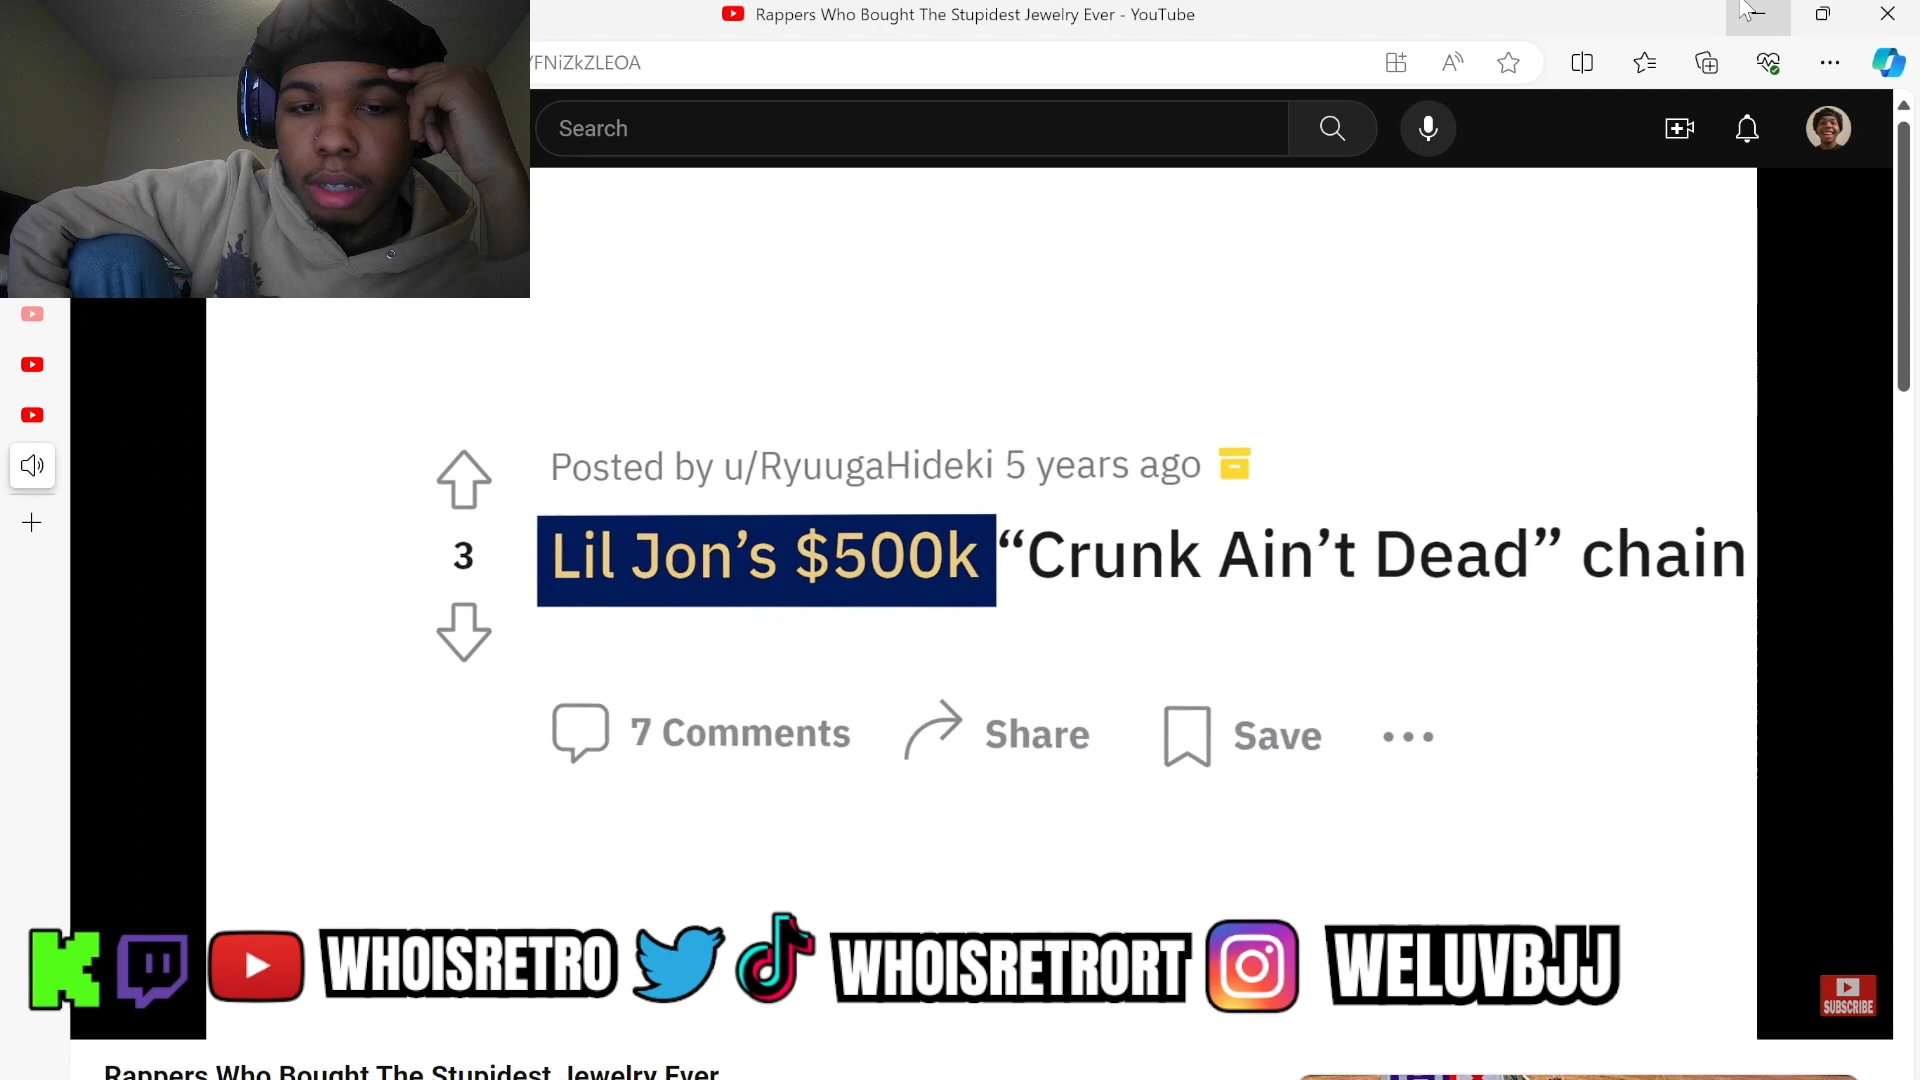 Rappers Who Bought The Stupidest Jewelry Ever - YouTube
/FNiZkZLEOA
Search
Posted by u/RyuugaHideki 5 years ago
3
Lil Jon’s $500k “Crunk Ain’t Dead” chain
7 Comments
Share
Save
WHOISRETRO
WHOISRETRORT
WELUVBJJ
SUBSCRIBE
Rappers Who Bought The Stupidest Jewelry Ever